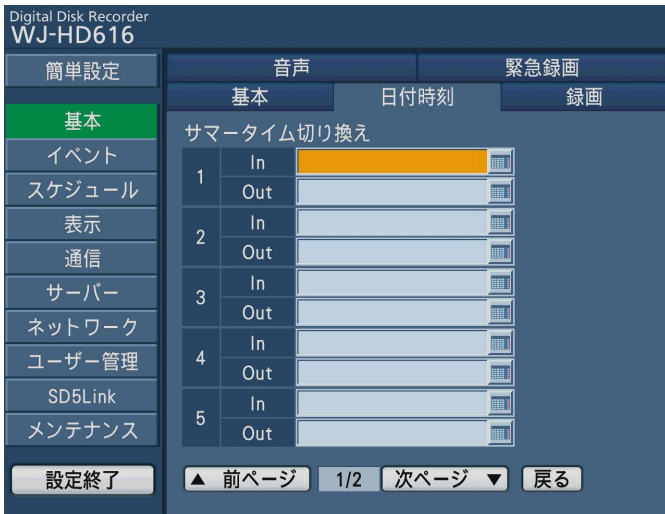 Digital Disk Recorder
WJ-HD616
簡単設定
基本
イベント
スケジュール
表示
通信
サーバー
ネットワーク
ユーザー管理
SD5Link
メンテナンス
設定終了
音声 緊急録画
基本 日付時刻 録画
サマータイム切り換え
1 In
Out
2 In
Out
3 In
Out
4 In
Out
5 In
Out
▲ 前ページ 1/2 次ページ ▼ 戻る